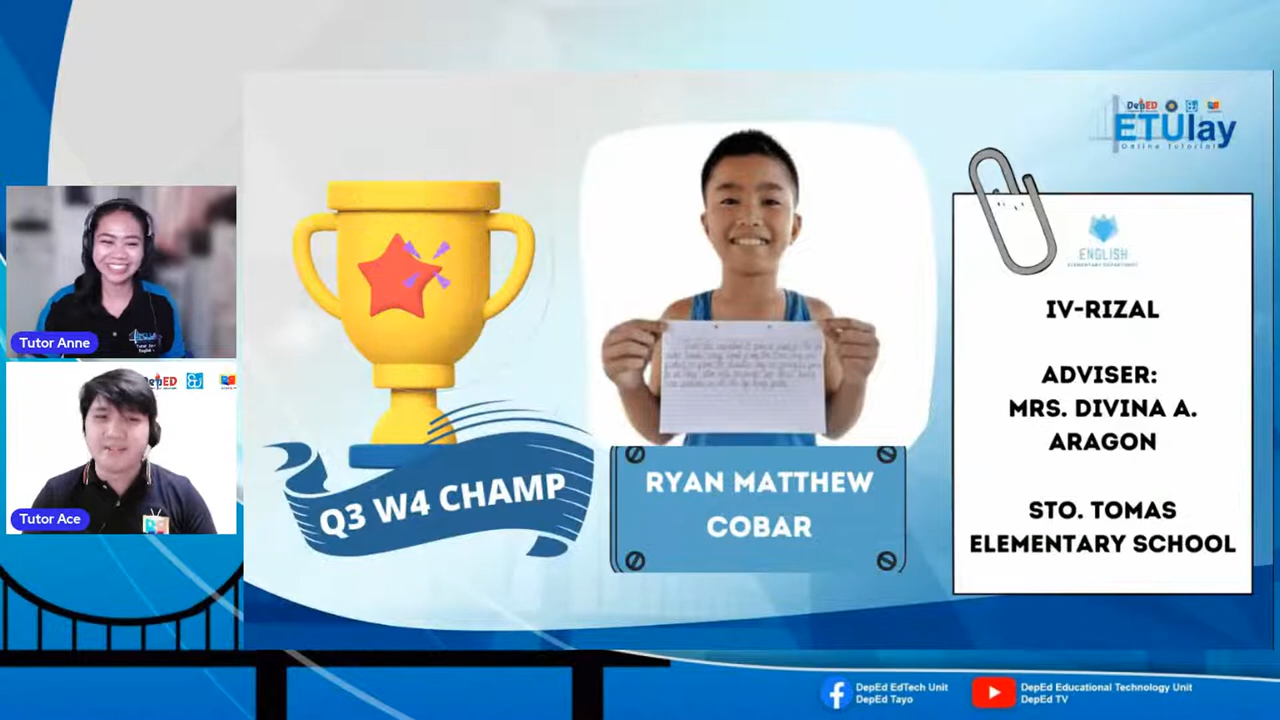 DepED
ETUlay
Online Tutorial
Tutor Anne
DepED
Tutor Ace
Q3 W4 CHAMP
RYAN MATTHEW
COBAR
ENGLISH
ELEMENTARY DEPARTMENT
IV-RIZAL
ADVISER:
MRS. DIVINA A.
ARAGON
STO. TOMAS
ELEMENTARY SCHOOL
DepEd EdTech Unit
DepEd Tayo
DepEd Educational Technology Unit
DepEd TV